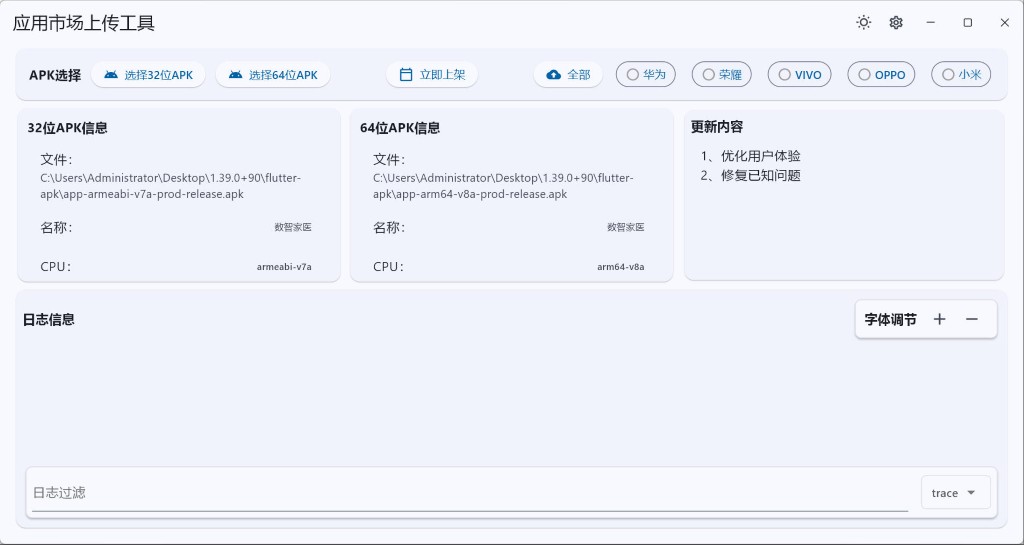 应用市场上传工具
APK选择 选择32位APK 选择64位APK 立即上架 全部 华为 荣耀 VIVO OPPO 小米
32位APK信息
文件：
C:\Users\Administrator\Desktop\1.39.0+90\flutter-
apk\app-armeabi-v7a-prod-release.apk
名称： 数智家医
CPU： armeabi-v7a
64位APK信息
文件：
C:\Users\Administrator\Desktop\1.39.0+90\flutter-
apk\app-arm64-v8a-prod-release.apk
名称： 数智家医
CPU： arm64-v8a
更新内容
1、优化用户体验
2、修复已知问题
日志信息
字体调节 + −
日志过滤
trace